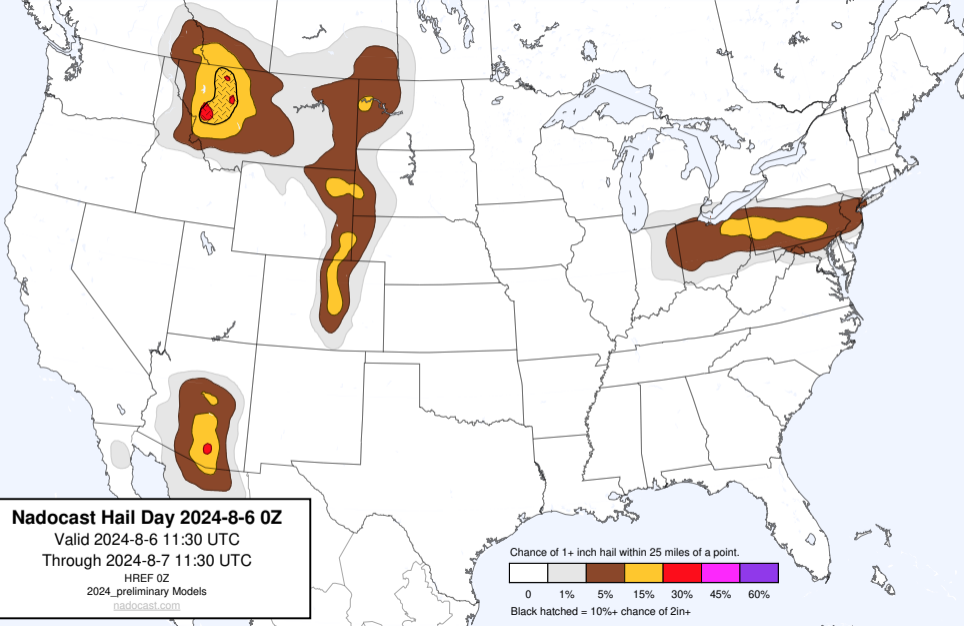 Nadocast Hail Day 2024-8-6 0Z
Valid 2024-8-6 11:30 UTC
Through 2024-8-7 11:30 UTC
HREF 0Z
2024_preliminary Models
nadocast.com
Chance of 1+ inch hail within 25 miles of a point.
0 1% 5% 15% 30% 45% 60%
Black hatched = 10%+ chance of 2in+